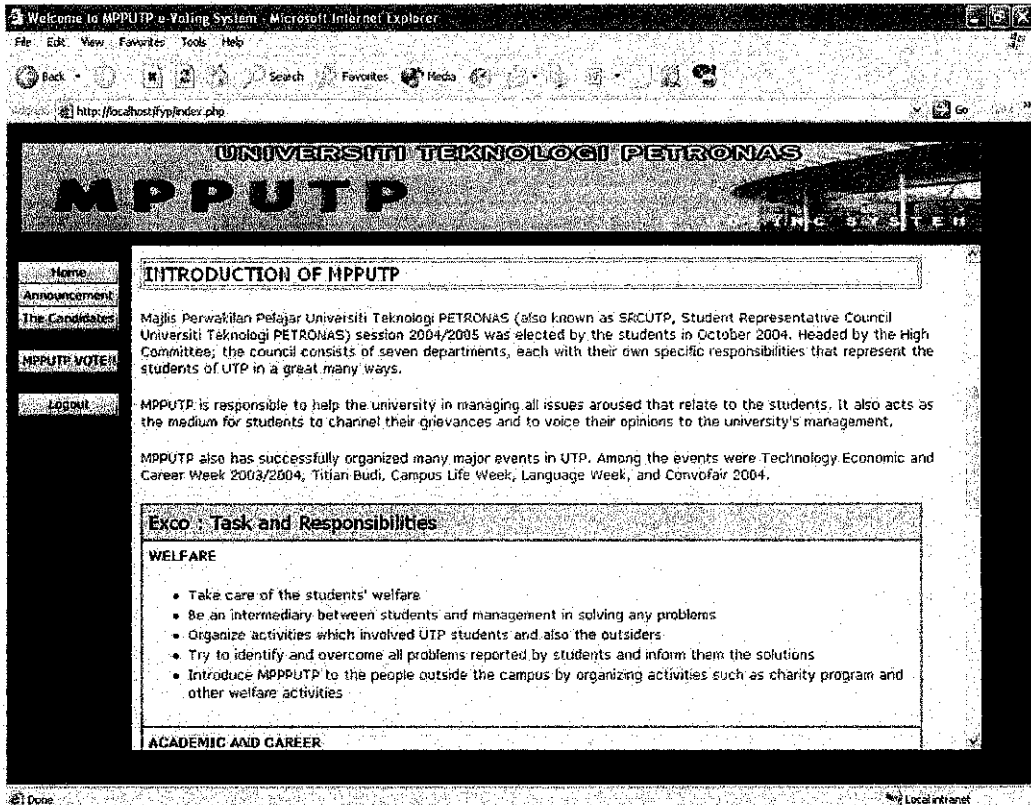 Welcome to MPPUTP e-Voting System - Microsoft Internet Explorer
File Edit View Favorites Tools Help
Back Search Favorites Media
http://localhost/fyp/index.php Go
UNIVERSITI TEKNOLOGI PETRONAS
MPPUTP
VOTING SYSTEM
Home
Announcement
The Candidates
MPPUTP VOTE!!
Logout
INTRODUCTION OF MPPUTP
Majlis Perwakilan Pelajar Universiti Teknologi PETRONAS (also known as SRCUTP, Student Representative Council
Universiti Teknologi PETRONAS) session 2004/2005 was elected by the students in October 2004. Headed by the High
Committee; the council consists of seven departments, each with their own specific responsibilities that represent the
students of UTP in a great many ways.
MPPUTP is responsible to help the university in managing all issues aroused that relate to the students. It also acts as
the medium for students to channel their grievances and to voice their opinions to the university's management.
MPPUTP also has successfully organized many major events in UTP. Among the events were Technology Economic and
Career Week 2003/2004, Titian Budi, Campus Life Week, Language Week, and Convofair 2004.
Exco : Task and Responsibilities
WELFARE
• Take care of the students' welfare
• Be an intermediary between students and management in solving any problems
• Organize activities which involved UTP students and also the outsiders
• Try to identify and overcome all problems reported by students and inform them the solutions
• Introduce MPPPUTP to the people outside the campus by organizing activities such as charity program and
other welfare activities
ACADEMIC AND CAREER
Done
Local intranet